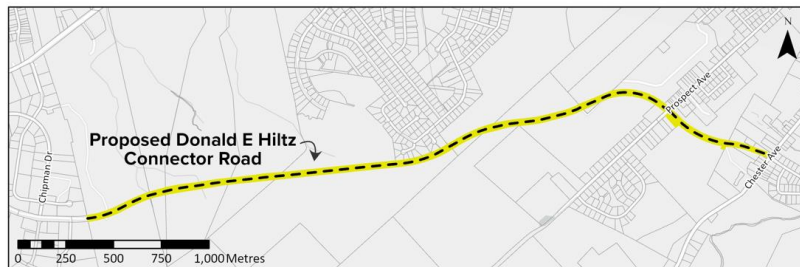 N
Prospect Ave
Proposed Donald E Hiltz
Connector Road
Chipman Dr
Chester Ave
0 250 500 750 1,000 Metres